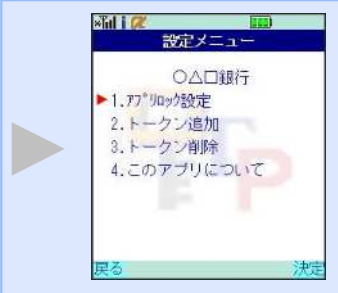 設定メニュー
○△□銀行
1.ｱﾌﾟﾘﾛｯｸ設定
2.トークン追加
3.トークン削除
4.このアプリについて
戻る 決定